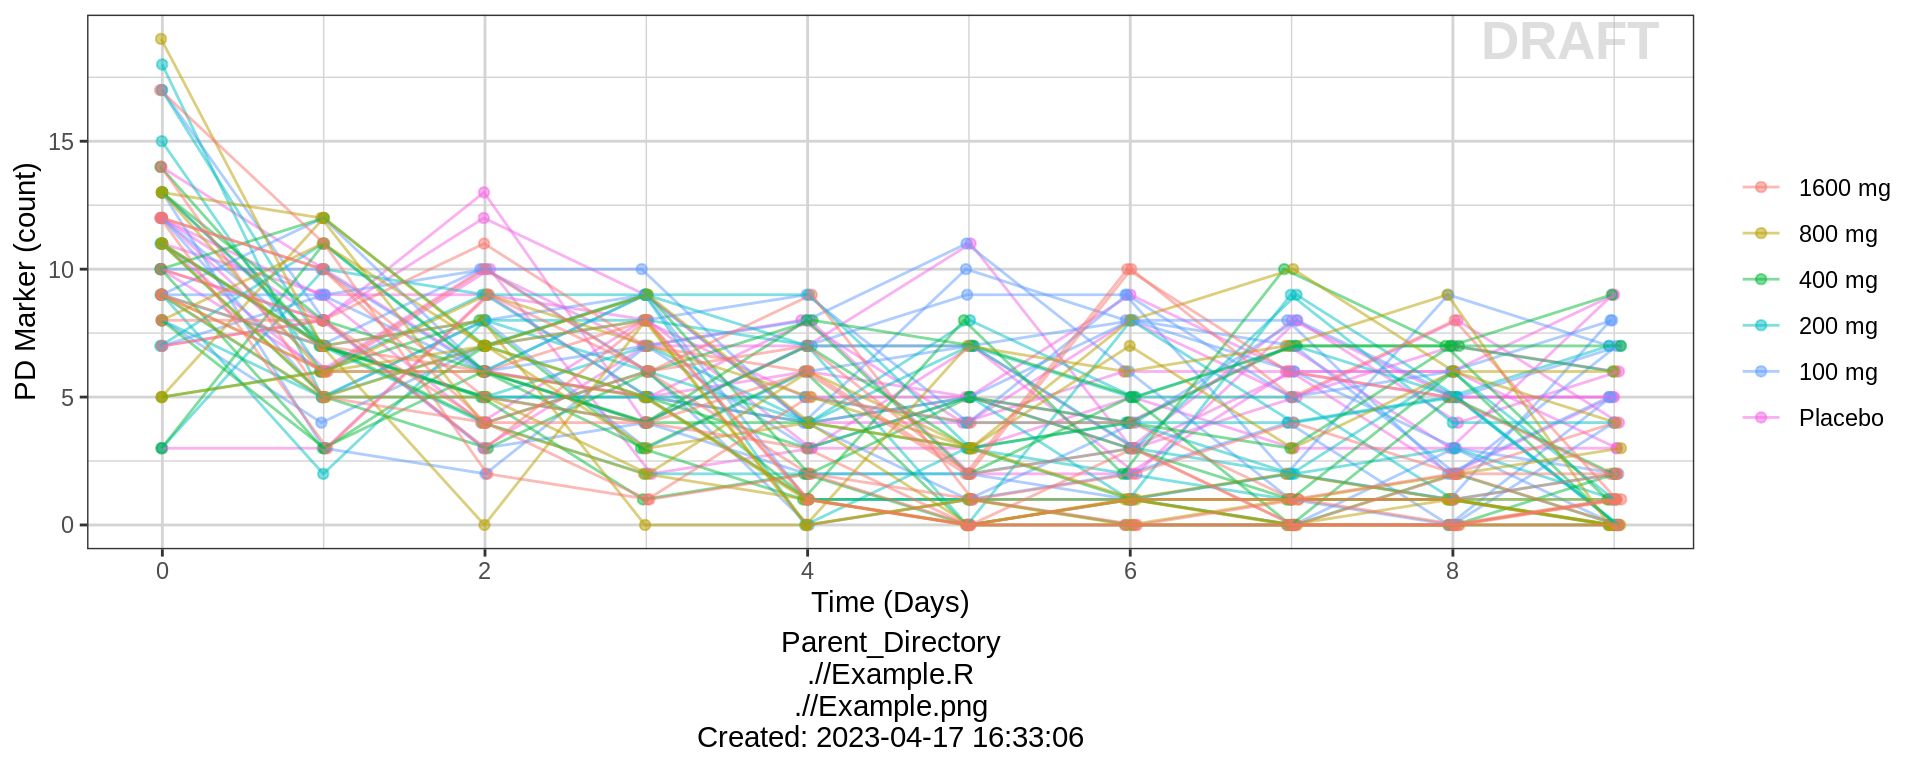 DRAFT
PD Marker (count)
15
10
5
0
0 2 4 6 8
Time (Days)
1600 mg
800 mg
400 mg
200 mg
100 mg
Placebo
Parent_Directory
.//Example.R
.//Example.png
Created: 2023-04-17 16:33:06